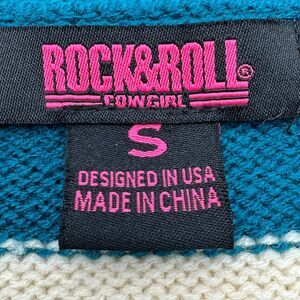 ROCK&ROLL®
COWGIRL
S
DESIGNED IN USA
MADE IN CHINA